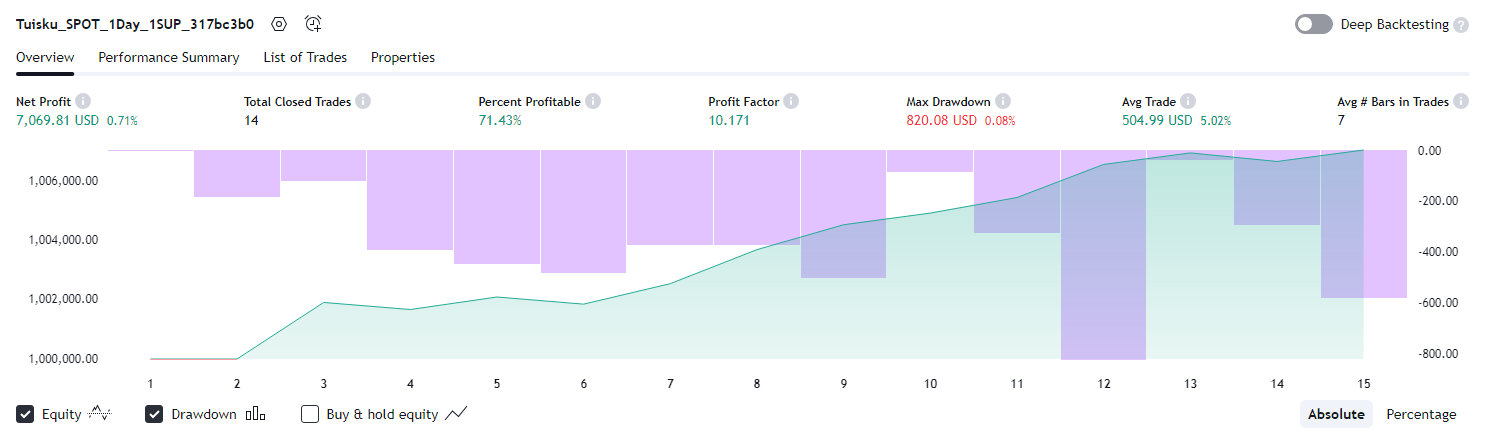 Tuisku_SPOT_1Day_1SUP_317bc3b0 Deep Backtesting ?
Overview Performance Summary List of Trades Properties
Net Profit i Total Closed Trades i Percent Profitable i Profit Factor i Max Drawdown i Avg Trade i Avg # Bars in Trades i
7,069.81 USD 0.71% 14 71.43% 10.171 820.08 USD 0.08% 504.99 USD 5.02% 7
0.00
1,006,000.00
-200.00
1,004,000.00
-400.00
1,002,000.00
-600.00
1,000,000.00
-800.00
1 2 3 4 5 6 7 8 9 10 11 12 13 14 15
Equity Drawdown Buy & hold equity Absolute Percentage